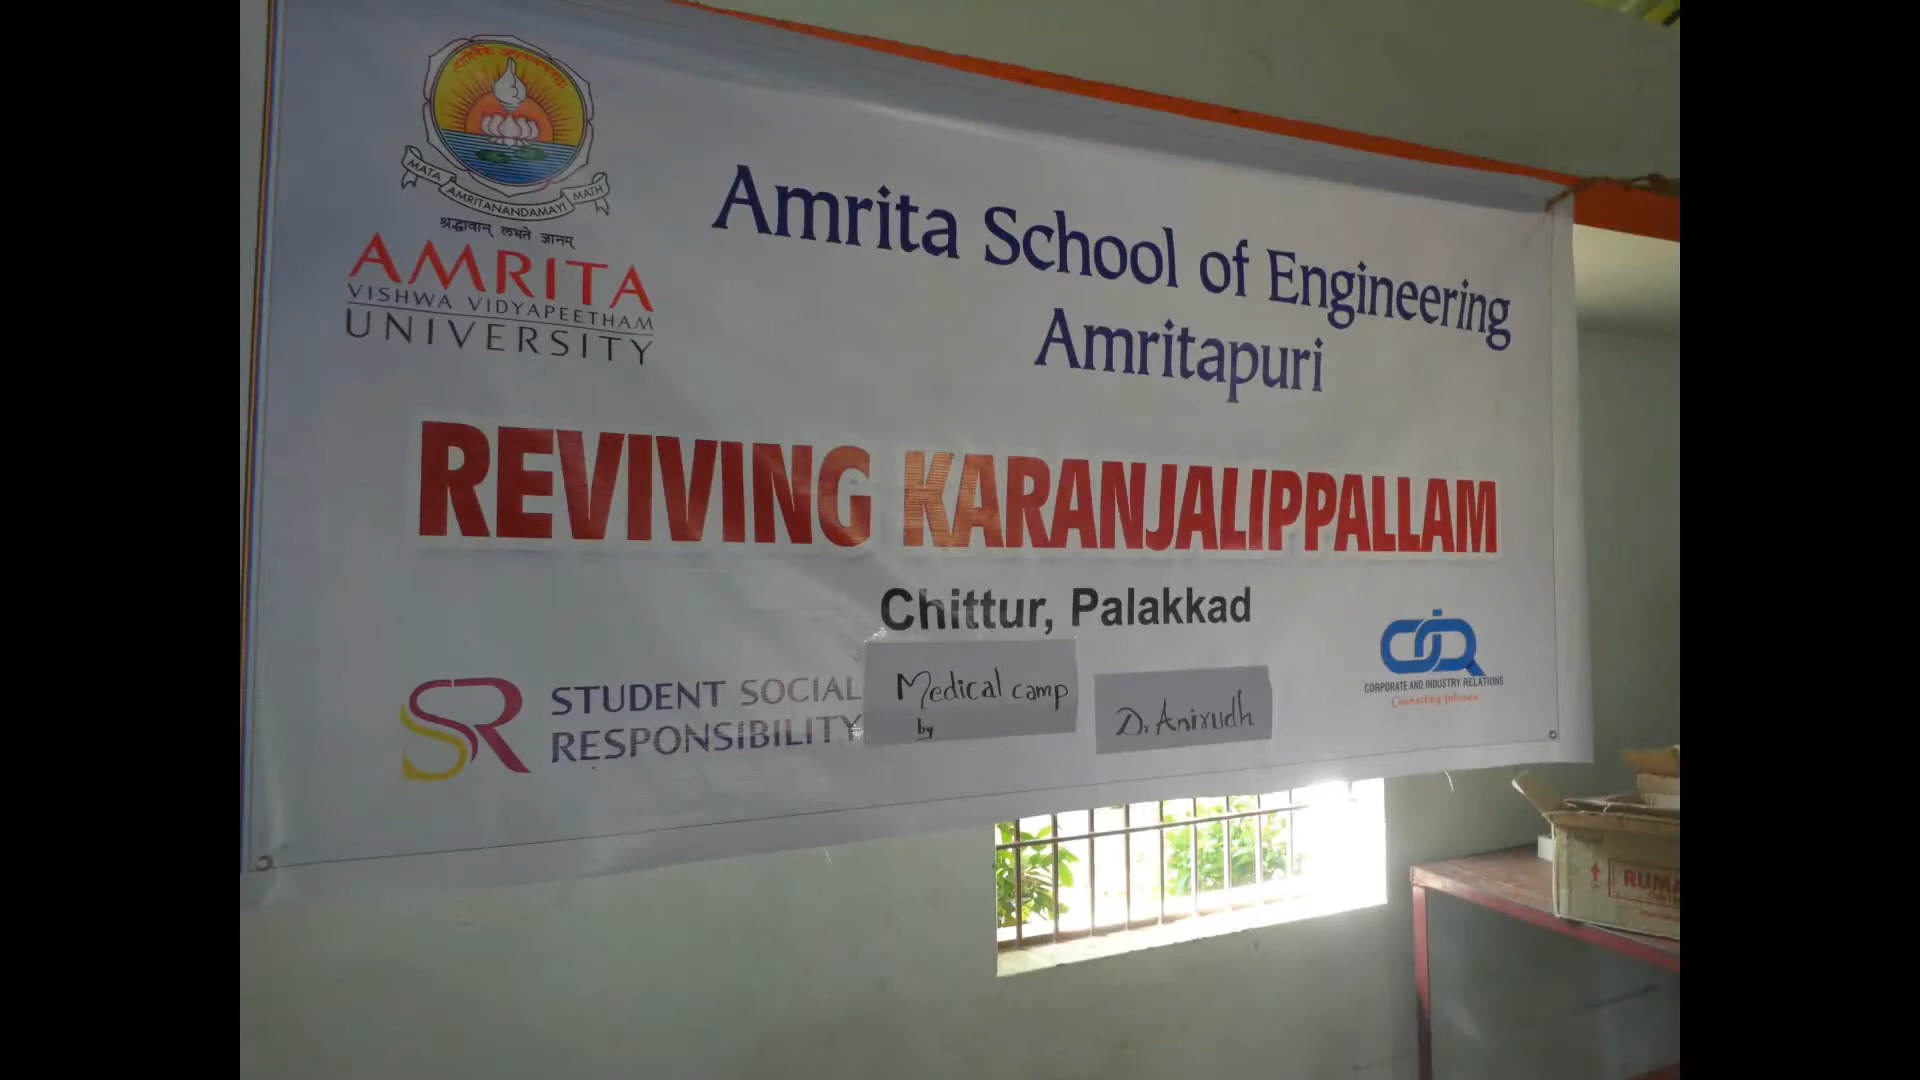 MATA AMRITANANDAMAYI MATH
श्रद्धावान् लभते ज्ञानम्
AMRITA
VISHWA VIDYAPEETHAM
UNIVERSITY
Amrita School of Engineering
Amritapuri
REVIVING KARANJALIPPALLAM
Chittur, Palakkad
STUDENT SOCIAL
RESPONSIBILITY
Medical camp
by
Dr Anirudh
CORPORATE AND INDUSTRY RELATIONS
RUMA